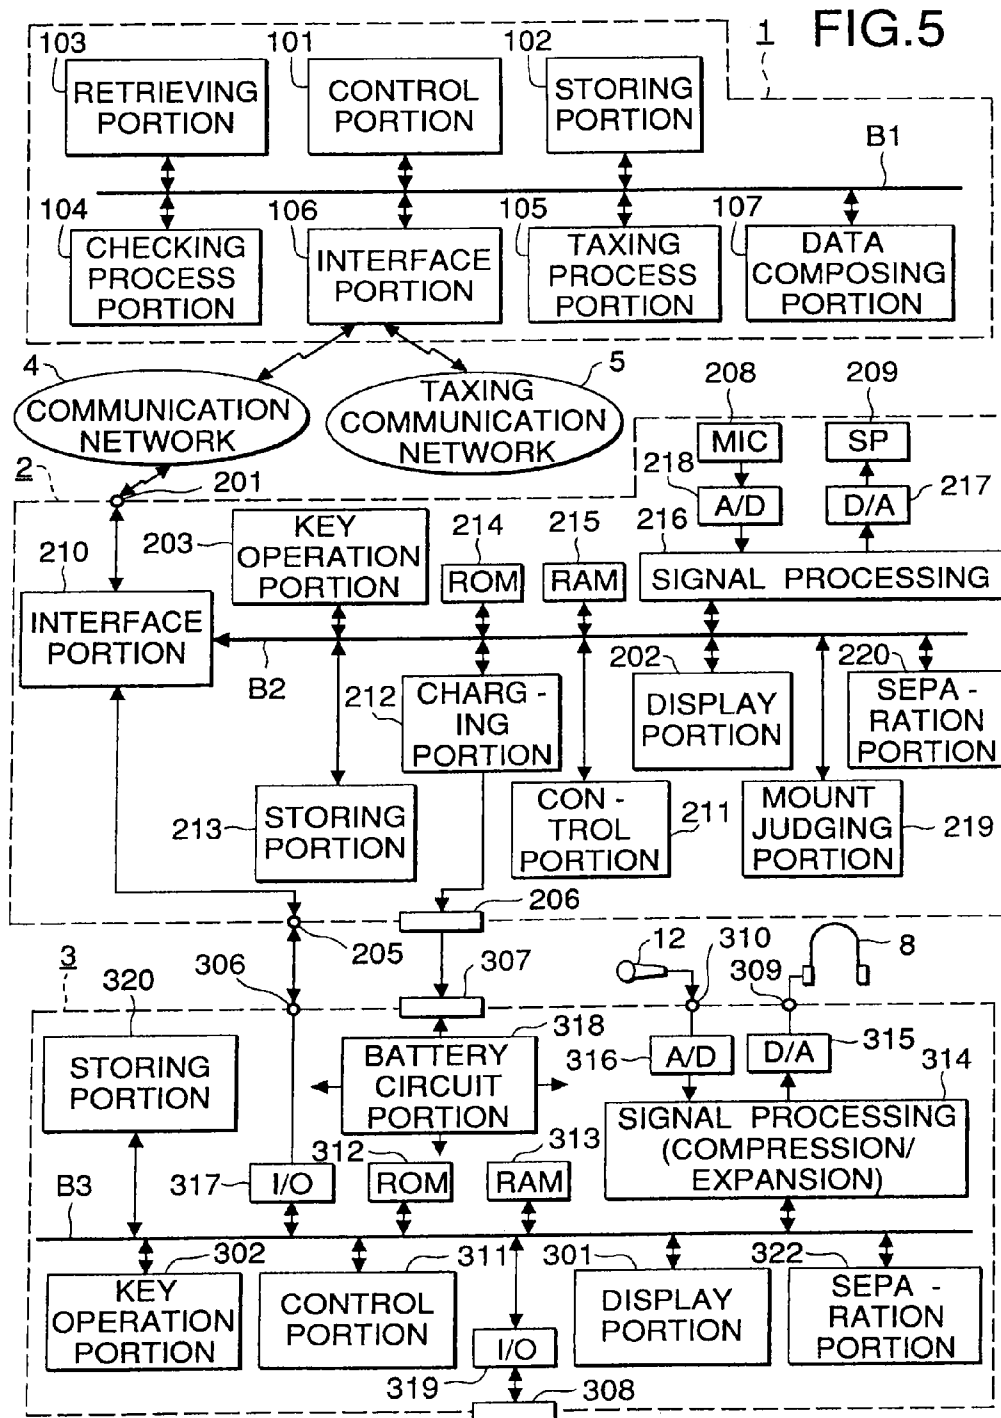 FIG.5
1
103
101
102
RETRIEVING
PORTION
CONTROL
PORTION
STORING
PORTION
B1
104
106
105
107
CHECKING
PROCESS
PORTION
INTERFACE
PORTION
TAXING
PROCESS
PORTION
DATA
COMPOSING
PORTION
4
5
COMMUNICATION
NETWORK
TAXING
COMMUNICATION
NETWORK
208
209
MIC
SP
2
201
218
217
A/D
D/A
210
203
KEY
OPERATION
PORTION
214
215
216
ROM
RAM
SIGNAL PROCESSING
INTERFACE
PORTION
B2
212
CHARG -
ING
PORTION
202
DISPLAY
PORTION
220
SEPA -
RATION
PORTION
213
STORING
PORTION
CON -
TROL
PORTION
211
MOUNT
JUDGING
PORTION
219
206
205
3
320
306
307
12
310
309
8
STORING
PORTION
318
BATTERY
CIRCUIT
PORTION
316
A/D
D/A
315
314
SIGNAL PROCESSING
(COMPRESSION/
EXPANSION)
317
I/O
312
ROM
313
RAM
B3
302
311
301
322
KEY
OPERATION
PORTION
CONTROL
PORTION
DISPLAY
PORTION
SEPA -
RATION
PORTION
I/O
319
308